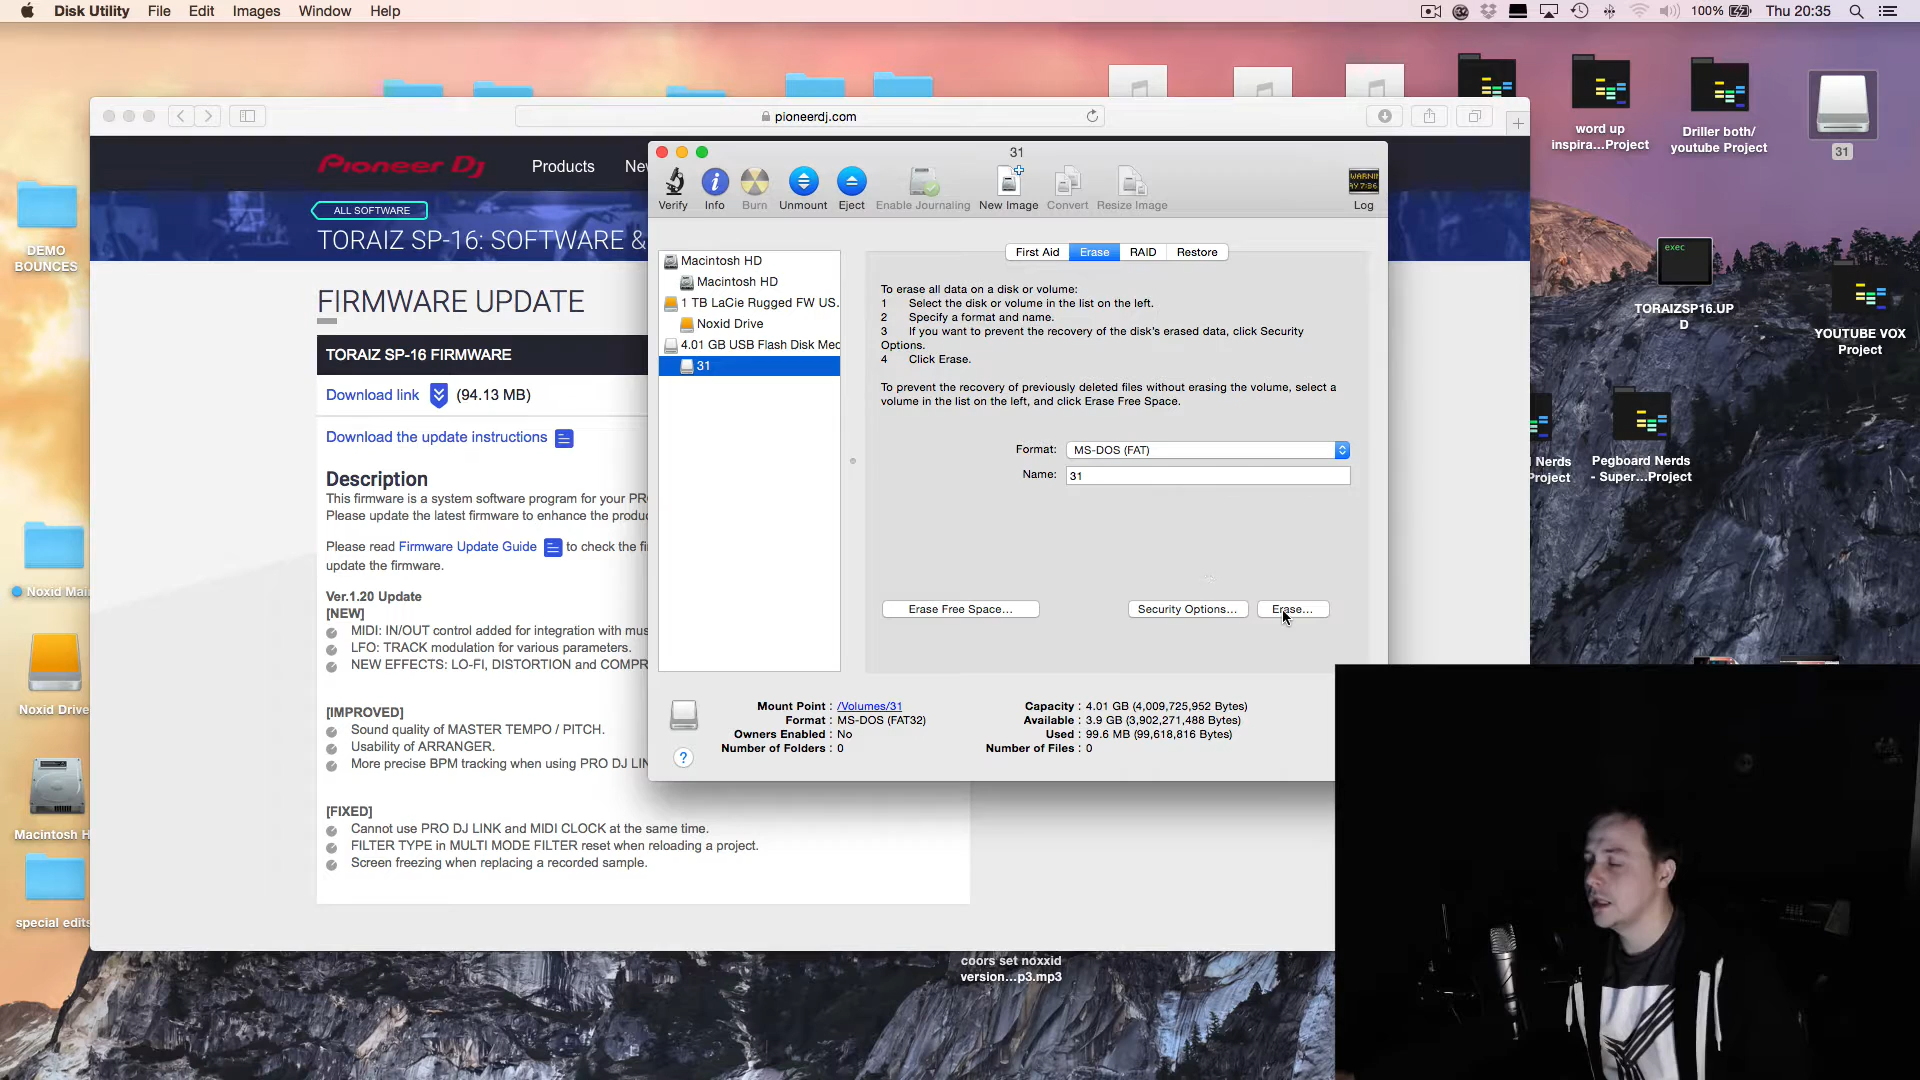 Disk Utility File Edit Images Window Help
100% Thu 20:35
pioneerdj.com
Pioneer Dj
Products
Ne
ALL SOFTWARE
TORAIZ SP-16: SOFTWARE &
FIRMWARE UPDATE
TORAIZ SP-16 FIRMWARE
Download link (94.13 MB)
Download the update instructions
Description
This firmware is a system software program for your PR
Please update the latest firmware to enhance the produ
Please read Firmware Update Guide to check the fi
update the firmware.
Ver.1.20 Update
[NEW]
MIDI: IN/OUT control added for integration with mus
LFO: TRACK modulation for various parameters.
NEW EFFECTS: LO-FI, DISTORTION and COMPR
[IMPROVED]
Sound quality of MASTER TEMPO / PITCH.
Usability of ARRANGER.
More precise BPM tracking when using PRO DJ LIN
[FIXED]
Cannot use PRO DJ LINK and MIDI CLOCK at the same time.
FILTER TYPE in MULTI MODE FILTER reset when reloading a project.
Screen freezing when replacing a recorded sample.
31
Verify Info Burn Unmount Eject Enable Journaling New Image Convert Resize Image Log
WARNIN
AY 7:36
Macintosh HD
Macintosh HD
1 TB LaCie Rugged FW US.
Noxid Drive
4.01 GB USB Flash Disk Med
31
First Aid Erase RAID Restore
To erase all data on a disk or volume:
1 Select the disk or volume in the list on the left.
2 Specify a format and name.
3 If you want to prevent the recovery of the disk's erased data, click Security
Options.
4 Click Erase.
To prevent the recovery of previously deleted files without erasing the volume, select a
volume in the list on the left, and click Erase Free Space.
Format: MS-DOS (FAT)
Name: 31
Erase Free Space... Security Options... Erase...
Mount Point : /Volumes/31
Format : MS-DOS (FAT32)
Owners Enabled : No
Number of Folders : 0
Capacity : 4.01 GB (4,009,725,952 Bytes)
Available : 3.9 GB (3,902,271,488 Bytes)
Used : 99.6 MB (99,618,816 Bytes)
Number of Files : 0
DEMO
BOUNCES
Noxid Mai
Noxid Drive
Macintosh H
special edits
word up
inspira...Project
Driller both/
youtube Project
31
exec
TORAIZSP16.UP
D
YOUTUBE VOX
Project
Nerds
Project
Pegboard Nerds
- Super...Project
coors set noxxid
version...p3.mp3